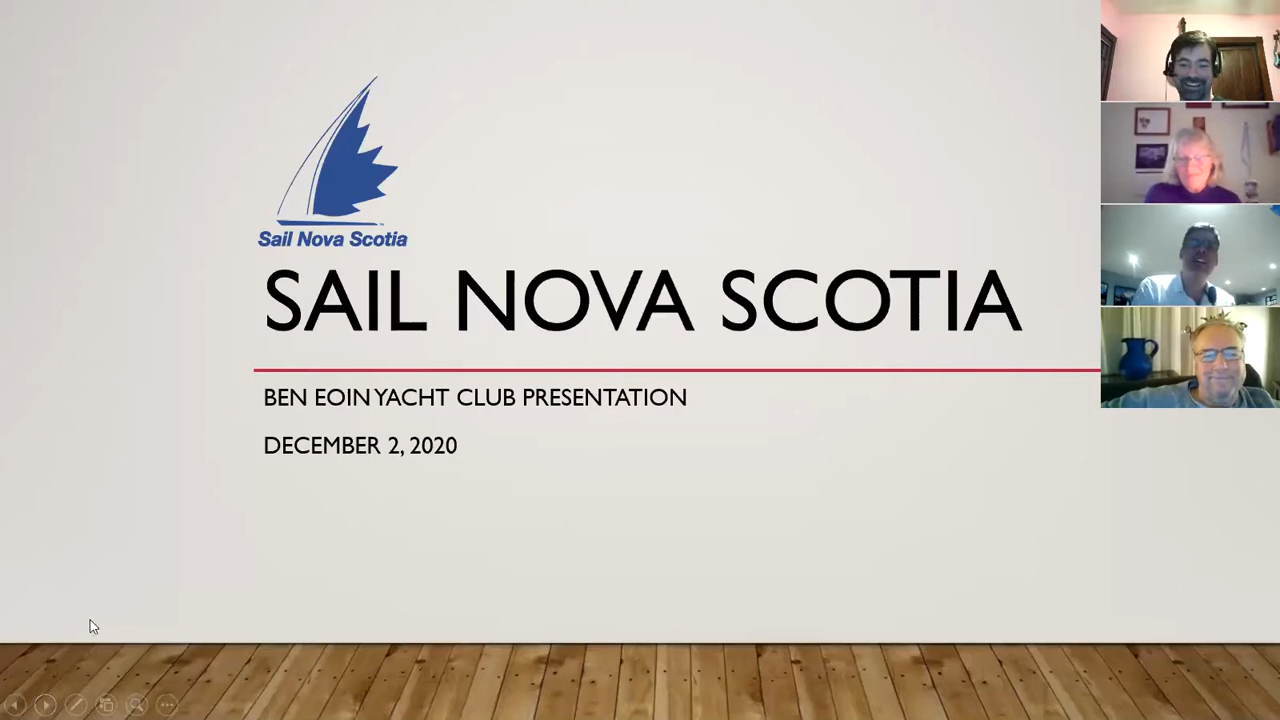 Sail Nova Scotia
SAIL NOVA SCOTIA
BEN EOIN YACHT CLUB PRESENTATION
DECEMBER 2, 2020